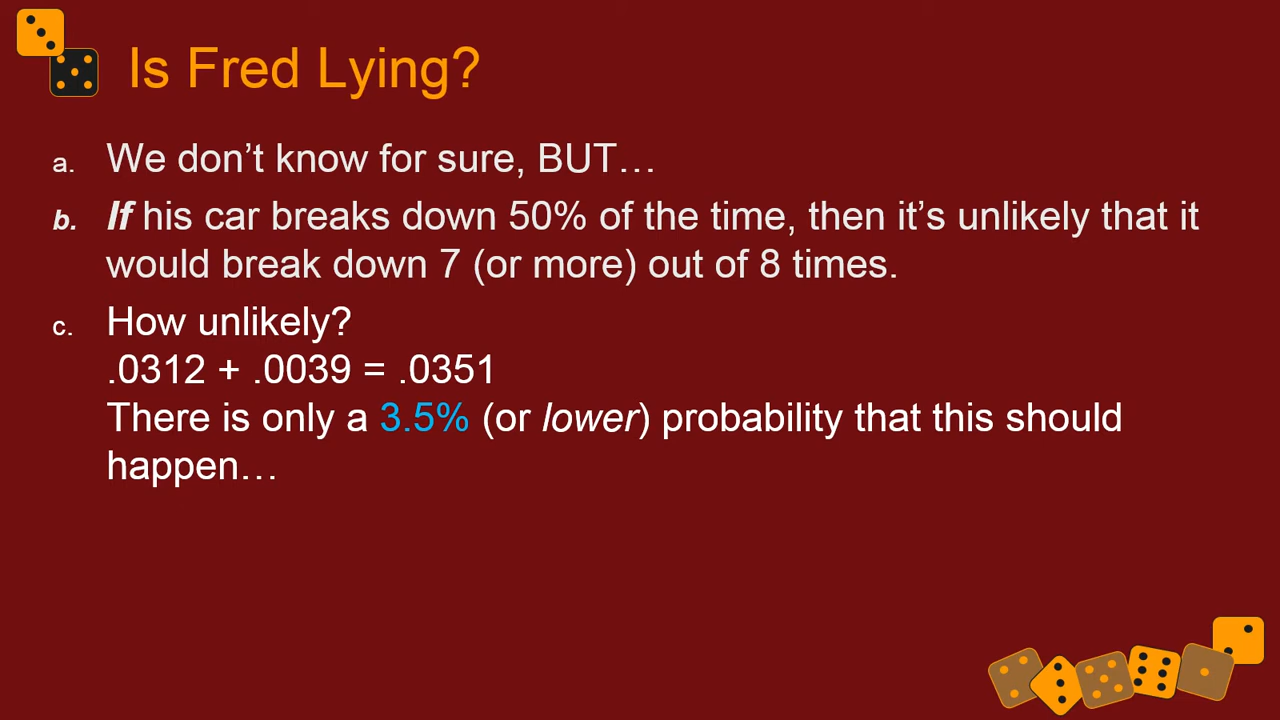 Is Fred Lying?
a. We don’t know for sure, BUT…
b. If his car breaks down 50% of the time, then it’s unlikely that it
would break down 7 (or more) out of 8 times.
c. How unlikely?
.0312 + .0039 = .0351
There is only a 3.5% (or lower) probability that this should
happen…